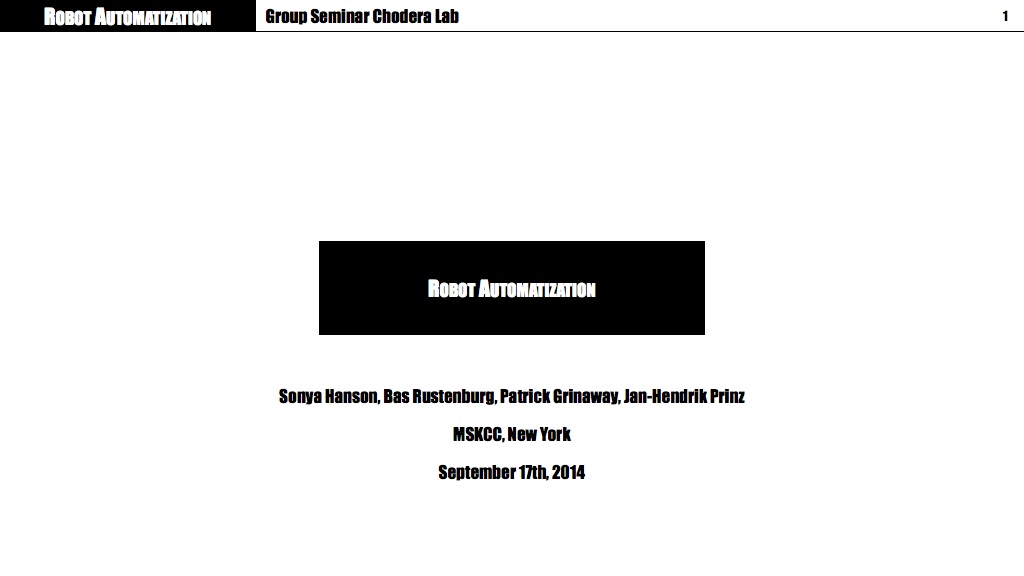 Robot Automatization
Group Seminar Chodera Lab
1
Robot Automatization
Sonya Hanson, Bas Rustenburg, Patrick Grinaway, Jan-Hendrik Prinz
MSKCC, New York
September 17th, 2014